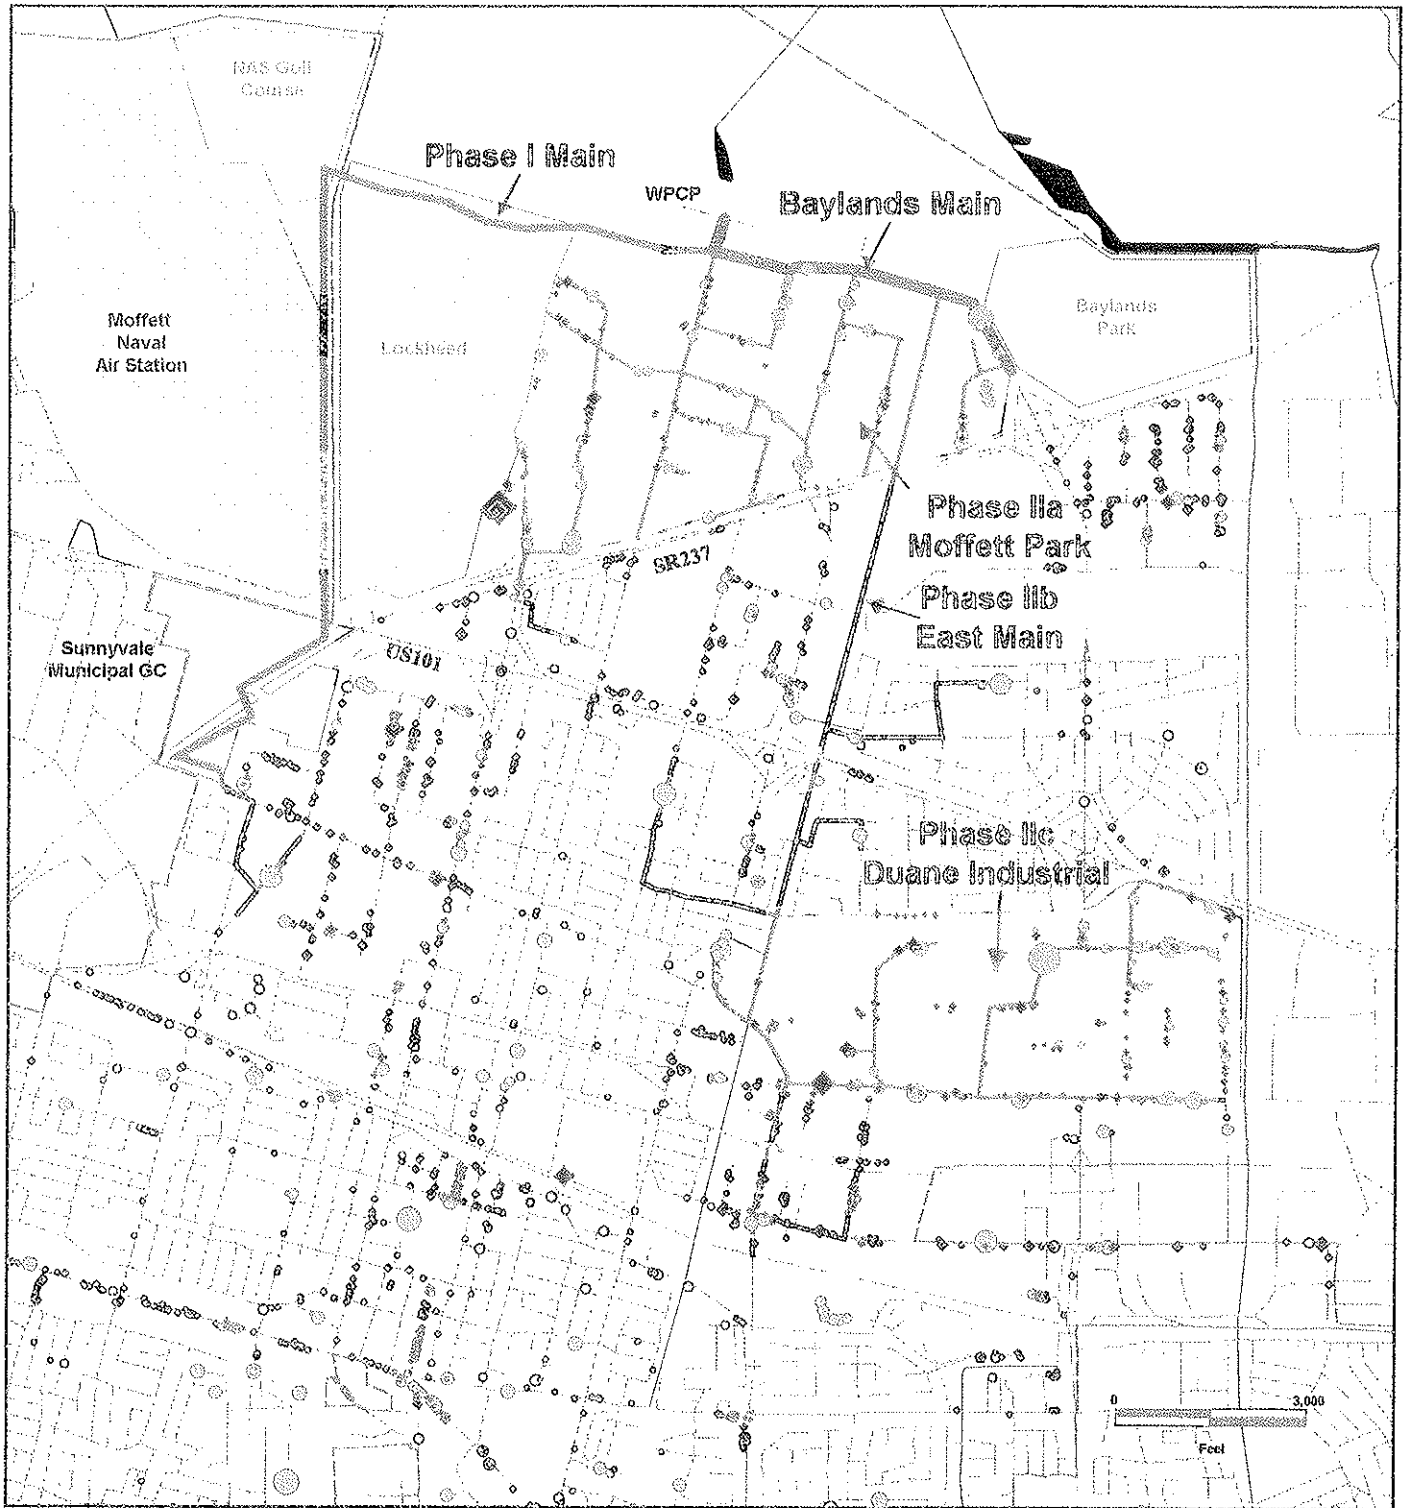 NAS Golf
Course
Phase I Main
WPCP
Baylands Main
Baylands
Park
Moffett
Naval
Air Station
Lockheed
Phase IIa
Moffett Park
SR237
Phase IIb
East Main
Sunnyvale
Municipal GC
US101
Phase IIc
Duane Industrial
0 3,000
Feet